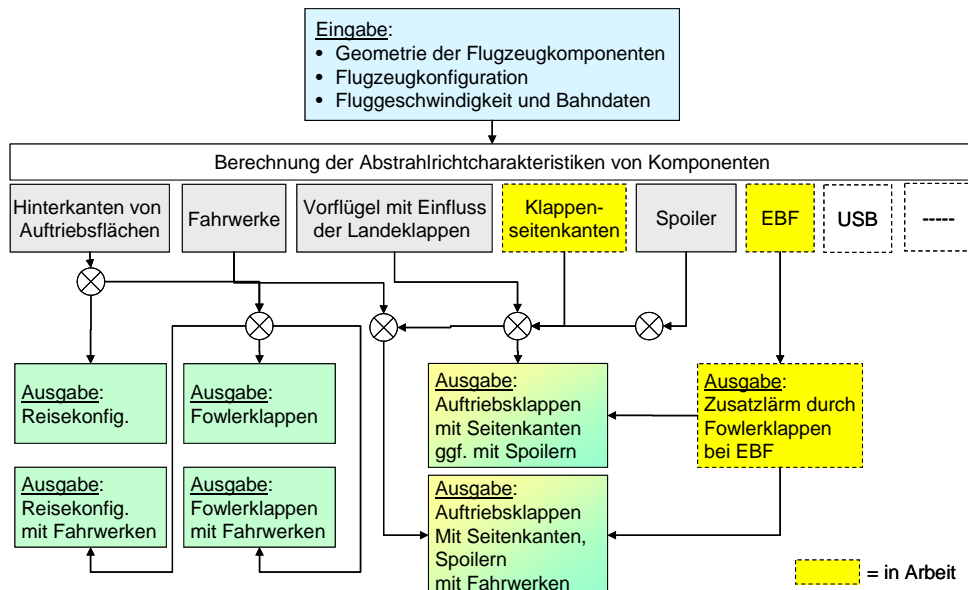 Eingabe:
• Geometrie der Flugzeugkomponenten
• Flugzeugkonfiguration
• Fluggeschwindigkeit und Bahndaten
Berechnung der Abstrahlrichtcharakteristiken von Komponenten
Hinterkanten von
Auftriebsflächen
Fahrwerke
Vorflügel mit Einfluss
der Landeklappen
Klappen-
seitenkanten
Spoiler
EBF
USB
-----
Ausgabe:
Reisekonfig.
Ausgabe:
Fowlerklappen
Ausgabe:
Auftriebsklappen
mit Seitenkanten
ggf. mit Spoilern
Ausgabe:
Zusatzlärm durch
Fowlerklappen
bei EBF
Ausgabe:
Reisekonfig.
mit Fahrwerken
Ausgabe:
Fowlerklappen
mit Fahrwerken
Ausgabe:
Auftriebsklappen
Mit Seitenkanten,
Spoilern
mit Fahrwerken
= in Arbeit